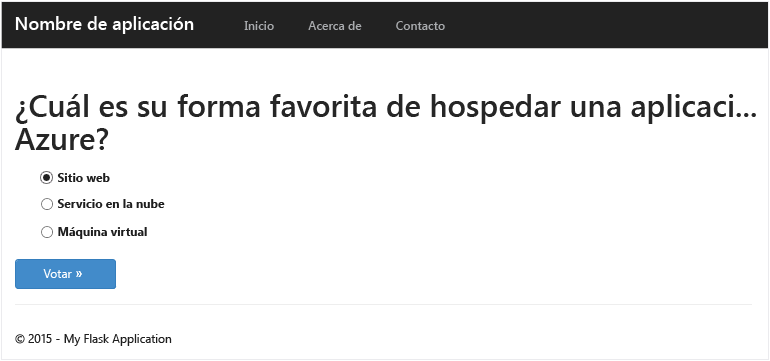 Nombre de aplicación Inicio Acerca de Contacto
¿Cuál es su forma favorita de hospedar una aplicaci...
Azure?
Sitio web
Servicio en la nube
Máquina virtual
Votar »
© 2015 - My Flask Application